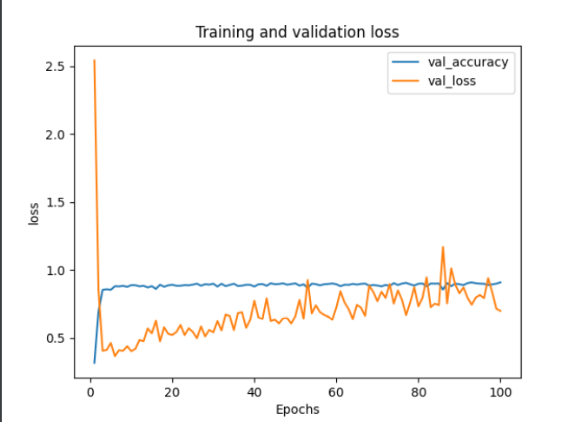 Training and validation loss
val_accuracy
val_loss
loss
2.5
2.0
1.5
1.0
0.5
0 20 40 60 80 100
Epochs